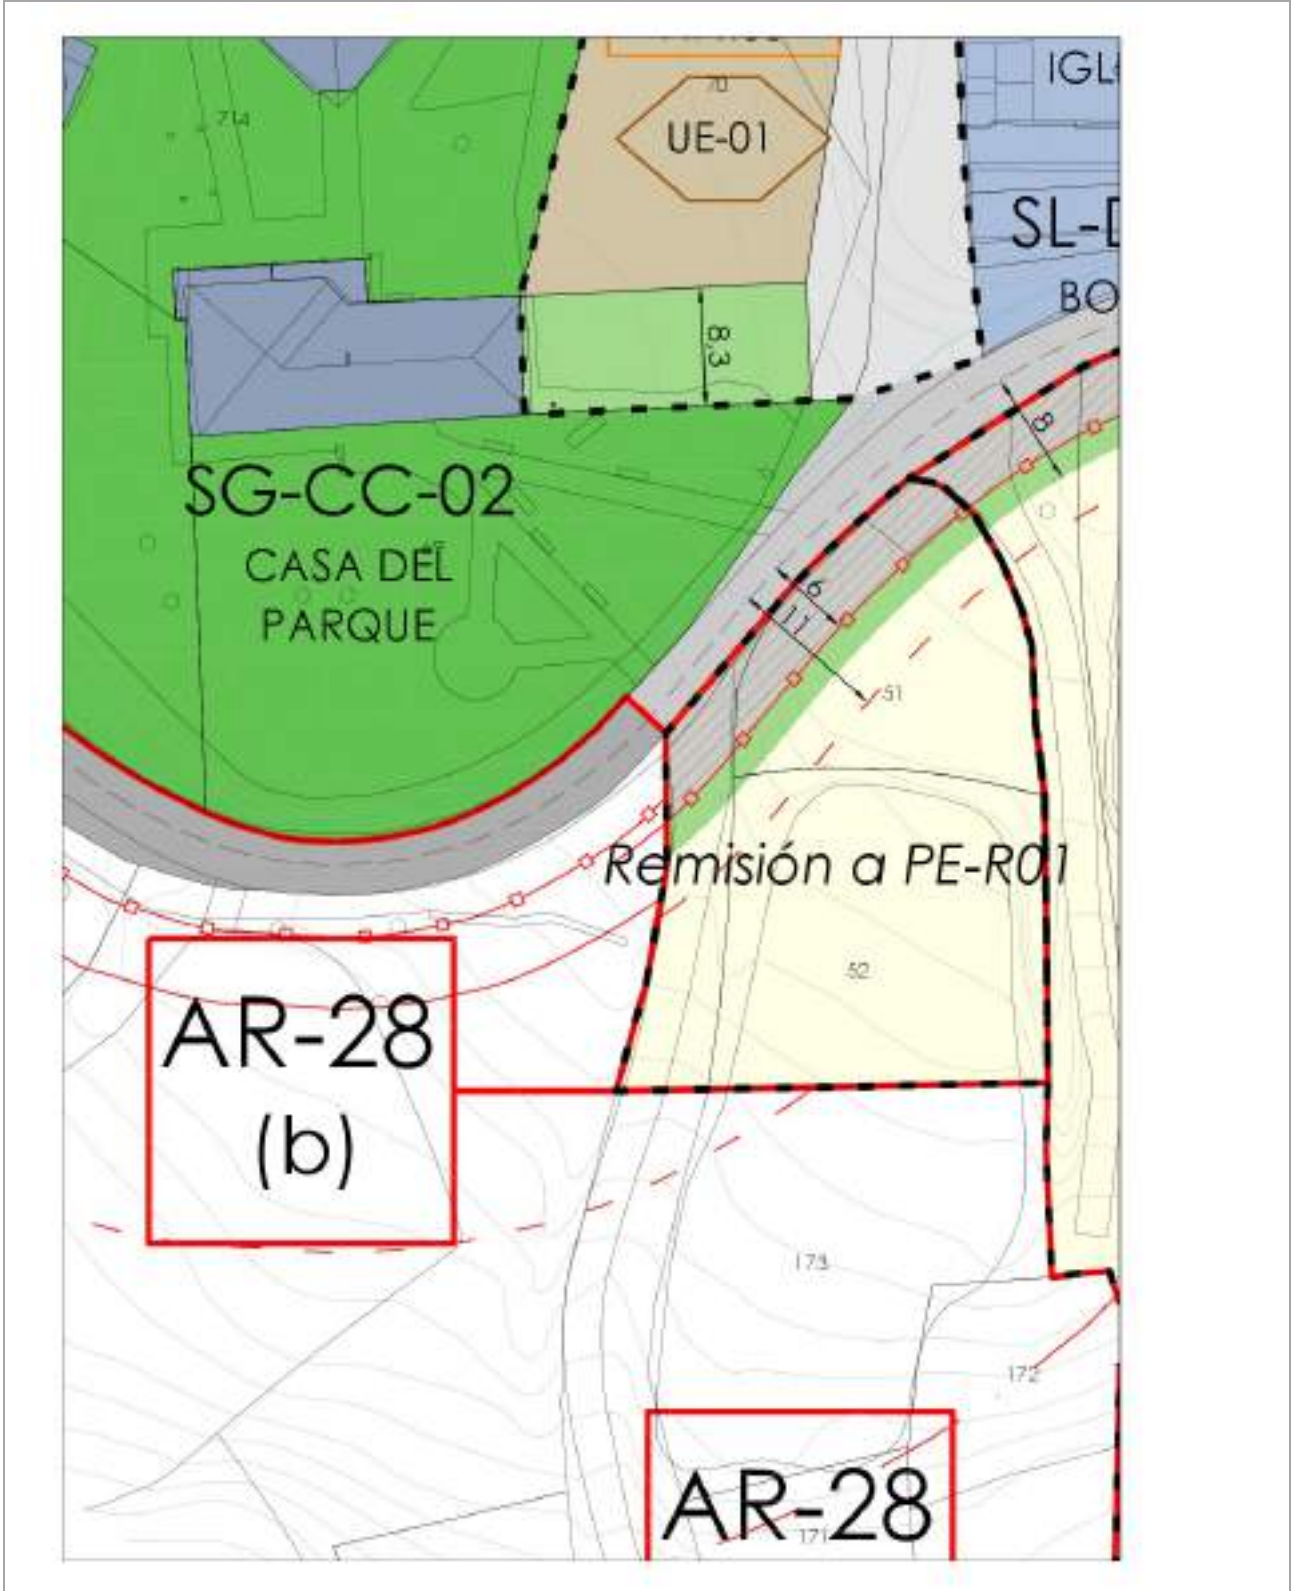 IGL
714
70
UE-01
SL-D
BO
8,3
8
SG-CC-02
CASA DEL
PARQUE
6
11
51
Remisión a PE-R01
52
AR-28
(b)
173
172
AR-28
171